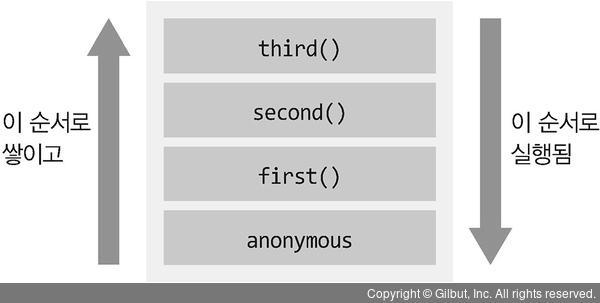 third()
second()
first()
anonymous
이 순서로
쌓이고
이 순서로
실행됨
Copyright © Gilbut, Inc. All rights reserved.